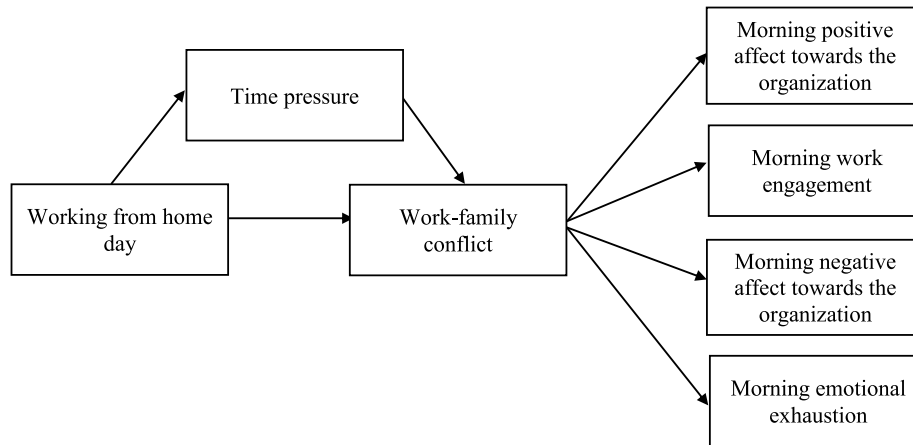 Morning positive
affect towards the
organization
Time pressure
Morning work
engagement
Working from home
day
Work-family
conflict
Morning negative
affect towards the
organization
Morning emotional
exhaustion